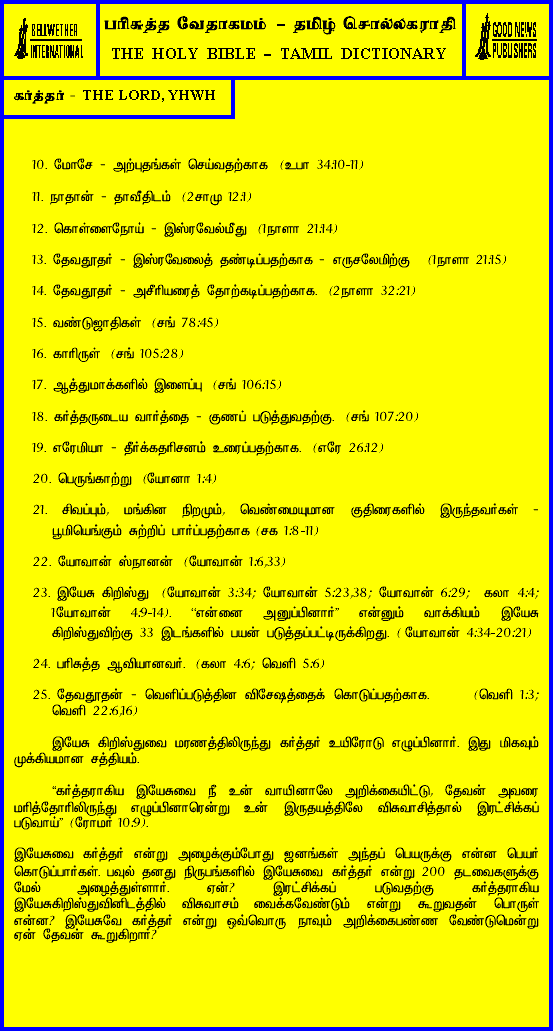 BELLWETHER
INTERNATIONAL
பரிசுத்த வேதாகமம் – தமிழ் சொல்லகராதி
THE HOLY BIBLE – TAMIL DICTIONARY
GOOD NEWS
PUBLISHERS
கர்த்தர் - THE LORD, YHWH
10. மோசே - அற்புதங்கள் செய்வதற்காக (உபா 34:10-11)
11. நாதான் - தாவீதிடம் (2சாமு 12:1)
12. கொள்ளைநோய் - இஸ்ரவேல்மீது (1நாளா 21:14)
13. தேவதூதர் - இஸ்ரவேலைத் தண்டிப்பதற்காக - எருசலேமிற்கு (1நாளா 21:15)
14. தேவதூதர் - அசீரியரைத் தோற்கடிப்பதற்காக. (2நாளா 32:21)
15. வண்டுஜாதிகள் (சங் 78:45)
16. காரிருள் (சங் 105:28)
17. ஆத்துமாக்களில் இளைப்பு (சங் 106:15)
18. கர்த்தருடைய வார்த்தை - குணப் படுத்துவதற்கு. (சங் 107:20)
19. எரேமியா - தீர்க்கதரிசனம் உரைப்பதற்காக. (எரே 26:12)
20. பெருங்காற்று (யோனா 1:4)
21. சிவப்பும், மங்கின நிறமும், வெண்மையுமான குதிரைகளில் இருந்தவர்கள் -
பூமியெங்கும் சுற்றிப் பார்ப்பதற்காக (சக 1:8-11)
22. யோவான் ஸ்நானன் (யோவான் 1:6,33)
23. இயேசு கிறிஸ்து (யோவான் 3:34; யோவான் 5:23,38; யோவான் 6:29; கலா 4:4;
1யோவான் 4:9-14). “என்னை அனுப்பினார்” என்னும் வாக்கியம் இயேசு
கிறிஸ்துவிற்கு 33 இடங்களில் பயன் படுத்தப்பட்டிருக்கிறது. ( யோவான் 4:34-20:21)
24. பரிசுத்த ஆவியானவர். (கலா 4:6; வெளி 5:6)
25. தேவதூதன் - வெளிப்படுத்தின விசேஷத்தைக் கொடுப்பதற்காக. (வெளி 1:3;
வெளி 22:6,16)
இயேசு கிறிஸ்துவை மரணத்திலிருந்து கர்த்தர் உயிரோடு எழுப்பினார். இது மிகவும்
முக்கியமான சத்தியம்.
“கர்த்தராகிய இயேசுவை நீ உன் வாயினாலே அறிக்கையிட்டு, தேவன் அவரை
மரித்தோரிலிருந்து எழுப்பினாரென்று உன் இருதயத்திலே விசுவாசித்தால் இரட்சிக்கப்
படுவாய்” (ரோமர் 10:9).
இயேசுவை கர்த்தர் என்று அழைக்கும்போது ஜனங்கள் அந்தப் பெயருக்கு என்ன பெயர்
கொடுப்பார்கள். பவுல் தனது நிருபங்களில் இயேசுவை கர்த்தர் என்று 200 தடவைகளுக்கு
மேல் அழைத்துள்ளார். ஏன்? இரட்சிக்கப் படுவதற்கு கர்த்தராகிய
இயேசுகிறிஸ்துவினிடத்தில் விசுவாசம் வைக்கவேண்டும் என்று கூறுவதன் பொருள்
என்ன? இயேசுவே கர்த்தர் என்று ஒவ்வொரு நாவும் அறிக்கைபண்ண வேண்டுமென்று
ஏன் தேவன் கூறுகிறார்?